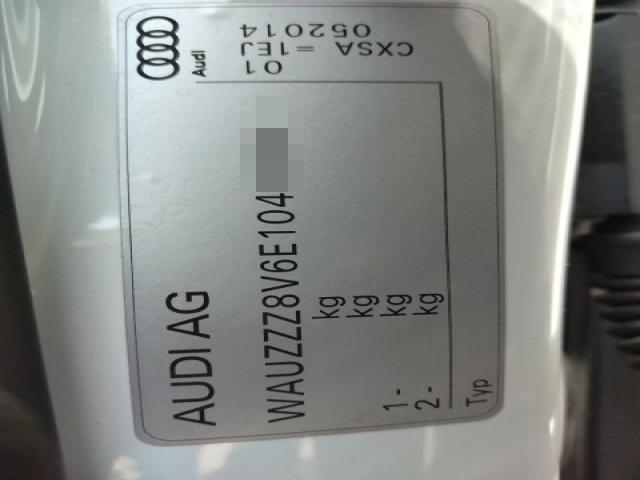 AUDI AG
WAUZZZ8V6E104
kg
kg
1- kg
2- kg
Typ
Audi
01
CXSA =1EJ
052014